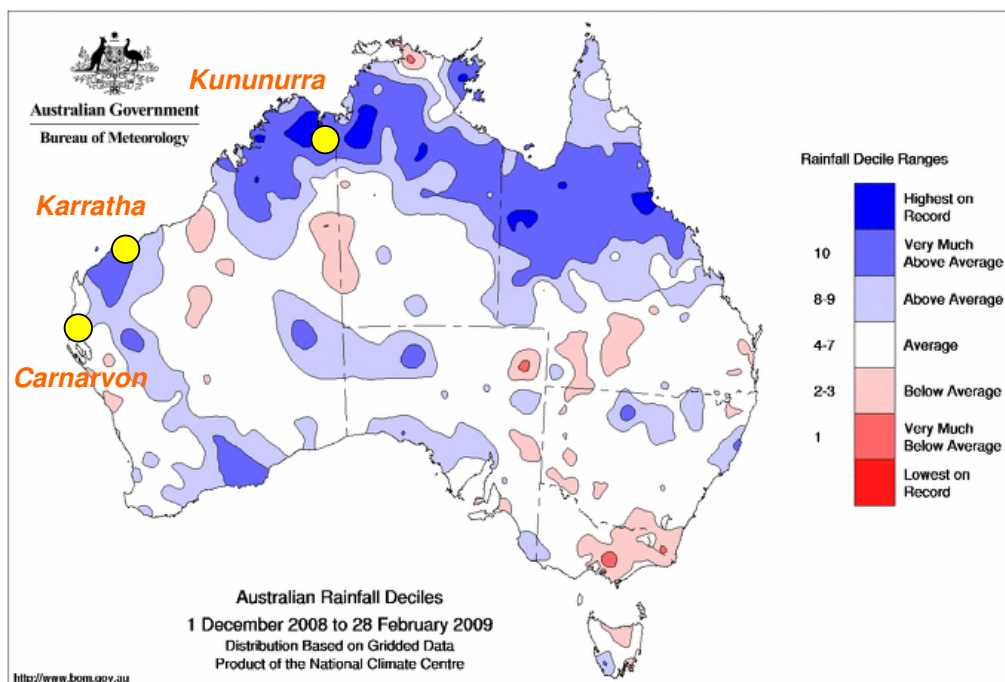 Australian Government
Bureau of Meteorology
Kununurra
Karratha
Carnarvon
Rainfall Decile Ranges
Highest on
Record
10
Very Much
Above Average
8-9
Above Average
4-7
Average
2-3
Below Average
1
Very Much
Below Average
Lowest on
Record
Australian Rainfall Deciles
1 December 2008 to 28 February 2009
Distribution Based on Gridded Data
Product of the National Climate Centre
http://www.bom.gov.au